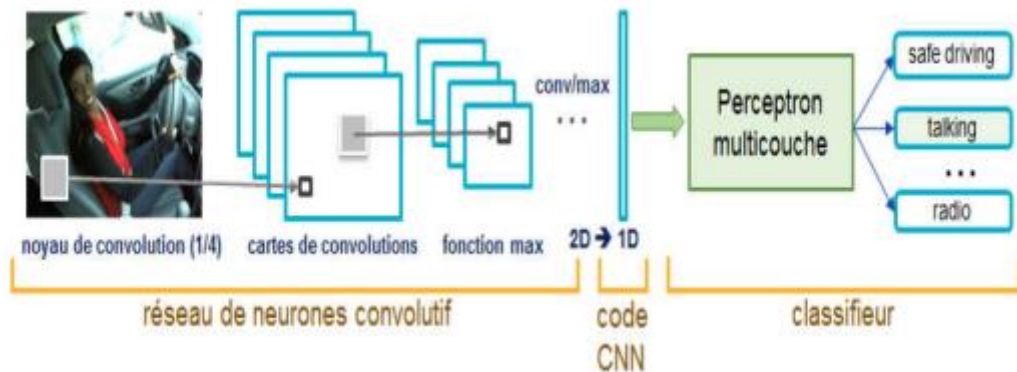 noyau de convolution (1/4)
cartes de convolutions
fonction max
conv/max
...
2D → 1D
Perceptron
multicouche
safe driving
talking
...
radio
réseau de neurones convolutif
code
CNN
classifieur